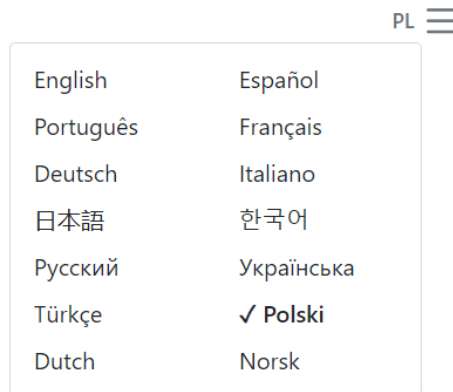 PL
English Español
Português Français
Deutsch Italiano
日本語 한국어
Русский Українська
Türkçe ✓ Polski
Dutch Norsk